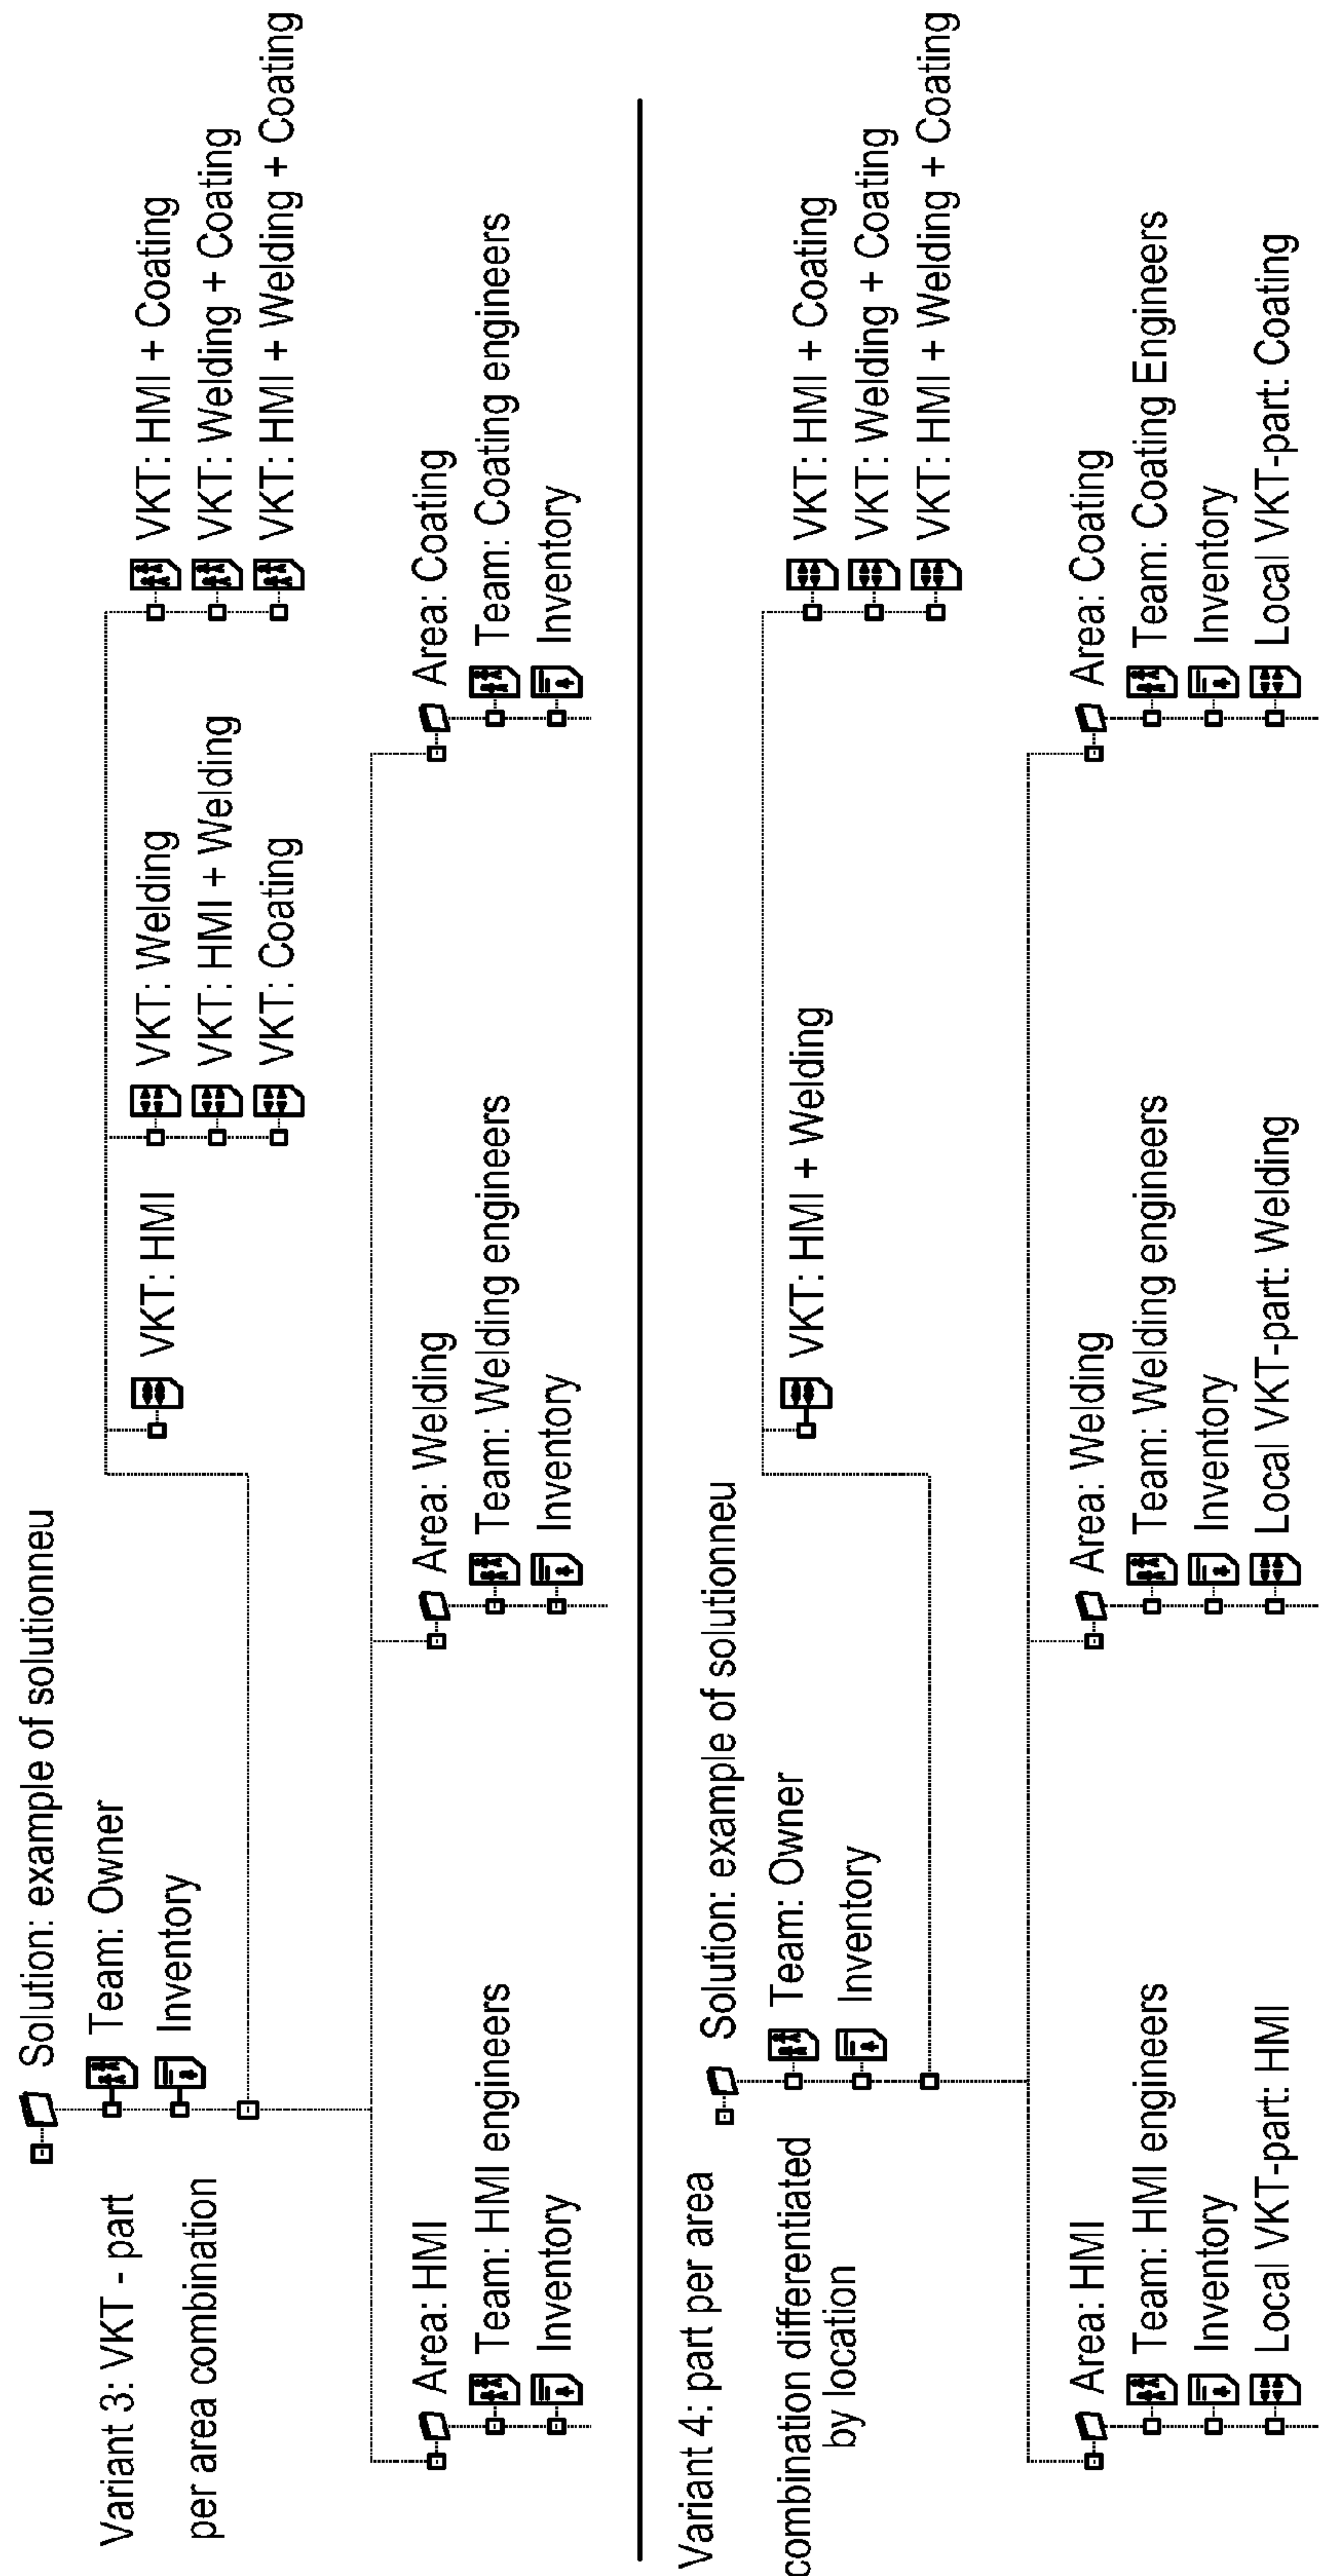 Solution: example of solutionneu
Variant 3: VKT - part
per area combination
Team: Owner
Inventory
VKT: HMI
VKT: Welding
VKT: HMI + Welding
VKT: Coating
VKT: HMI + Coating
VKT: Welding + Coating
VKT: HMI + Welding + Coating
Area: HMI
Team: HMI engineers
Inventory
Area: Welding
Team: Welding engineers
Inventory
Area: Coating
Team: Coating engineers
Inventory
Variant 4: part per area
combination differentiated
by location
Solution: example of solutionneu
Team: Owner
Inventory
VKT: HMI + Welding
VKT: HMI + Coating
VKT: Welding + Coating
VKT: HMI + Welding + Coating
Area: HMI
Team: HMI engineers
Inventory
Local VKT-part: HMI
Area: Welding
Team: Welding engineers
Inventory
Local VKT-part: Welding
Area: Coating
Team: Coating Engineers
Inventory
Local VKT-part: Coating